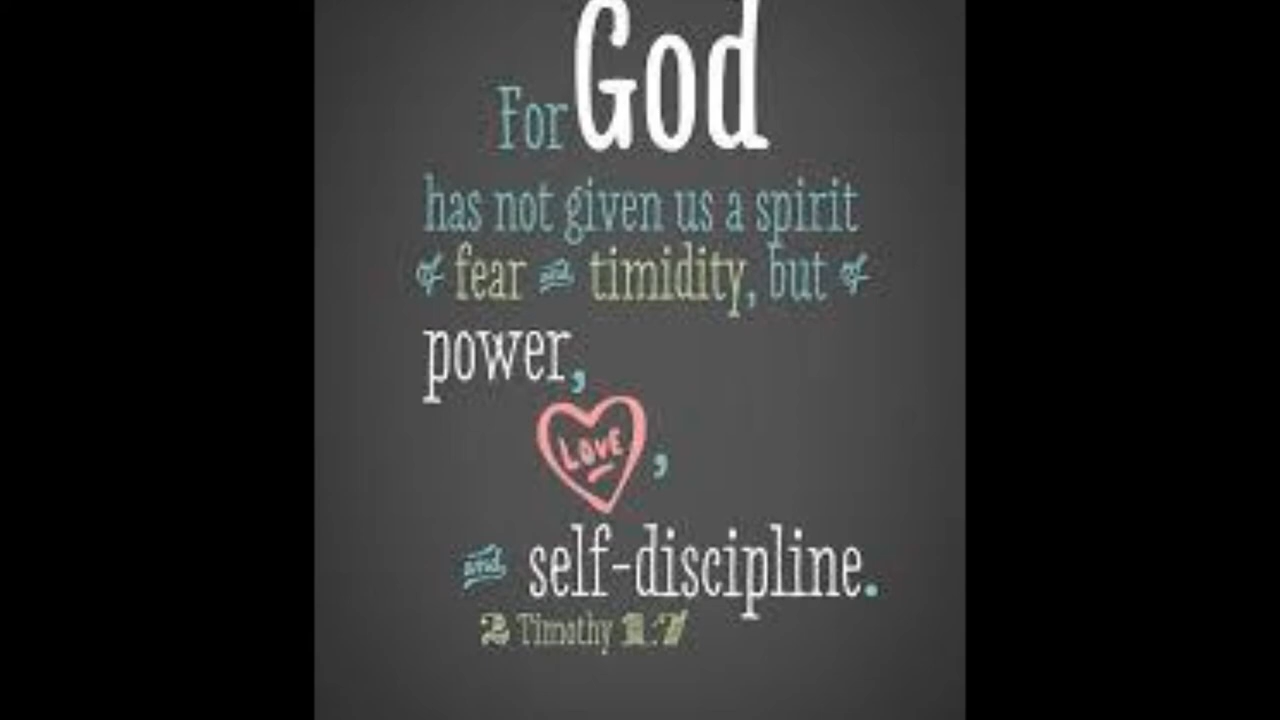 For God
has not given us a spirit
of fear and timidity, but of
power,
LOVE,
and self-discipline.
2 Timothy 1:7